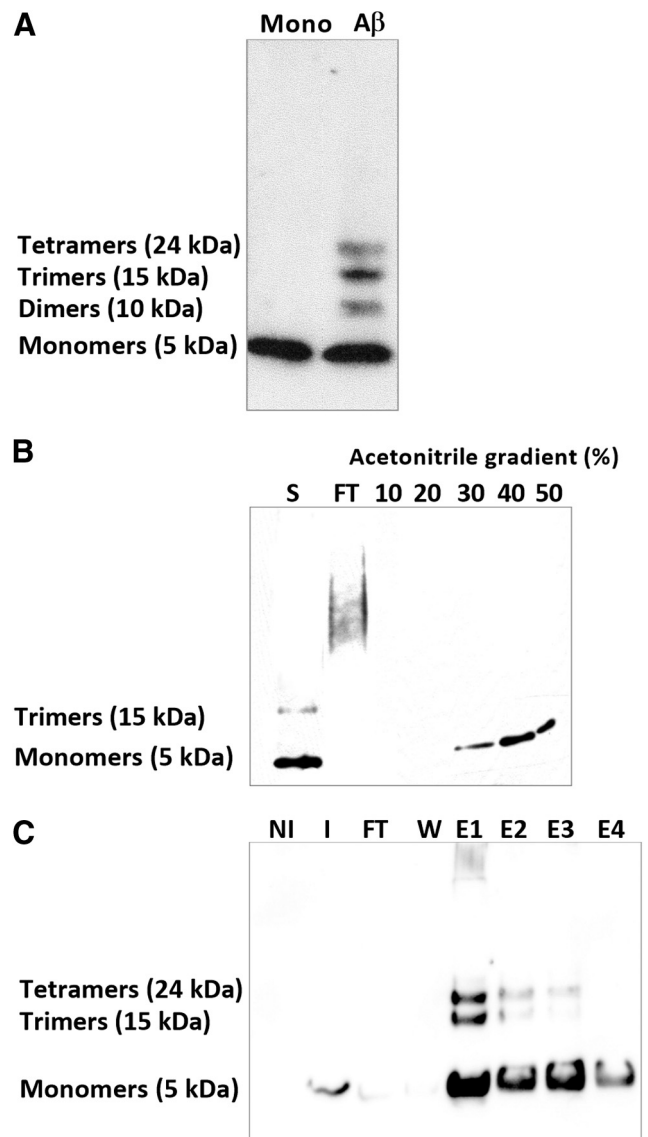 A
Mono Aβ
Tetramers (24 kDa)
Trimers (15 kDa)
Dimers (10 kDa)
Monomers (5 kDa)
B
Acetonitrile gradient (%)
S FT 10 20 30 40 50
Trimers (15 kDa)
Monomers (5 kDa)
C
NI I FT W E1 E2 E3 E4
Tetramers (24 kDa)
Trimers (15 kDa)
Monomers (5 kDa)